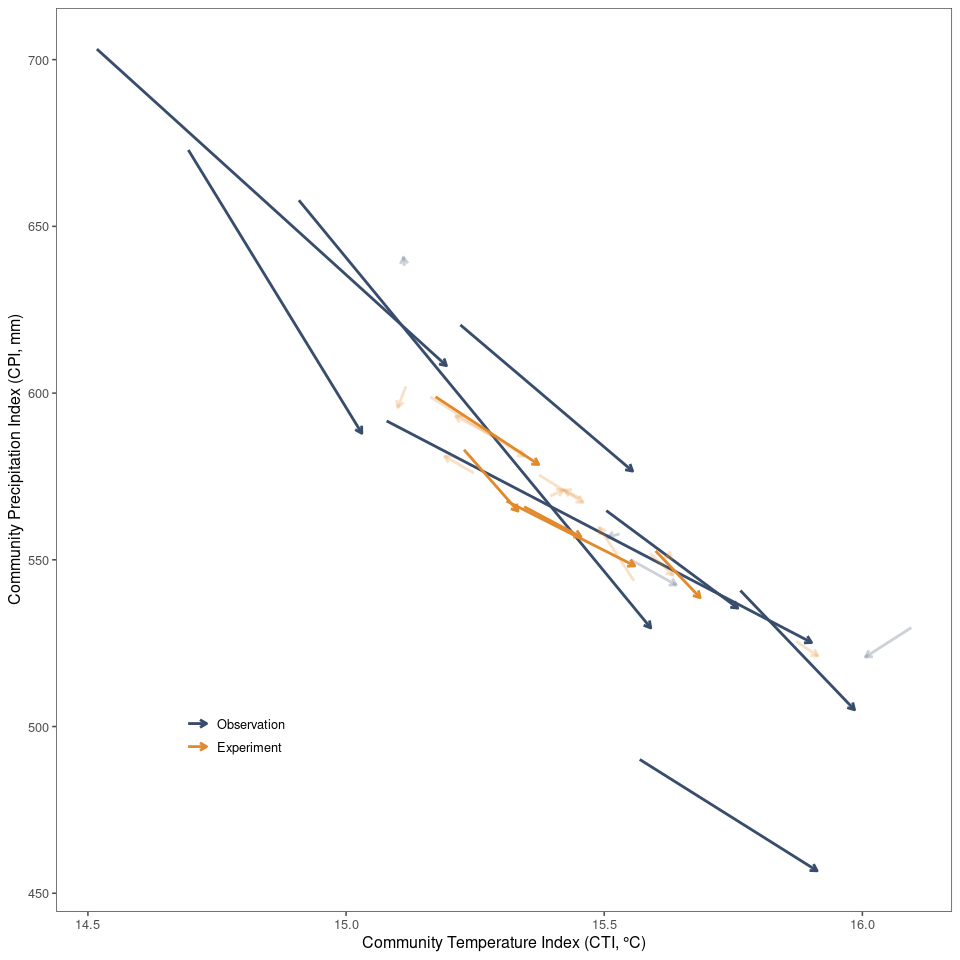 Community Precipitation Index (CPI, mm)
700
650
600
550
500
450
Observation
Experiment
14.5 15.0 15.5 16.0
Community Temperature Index (CTI, °C)